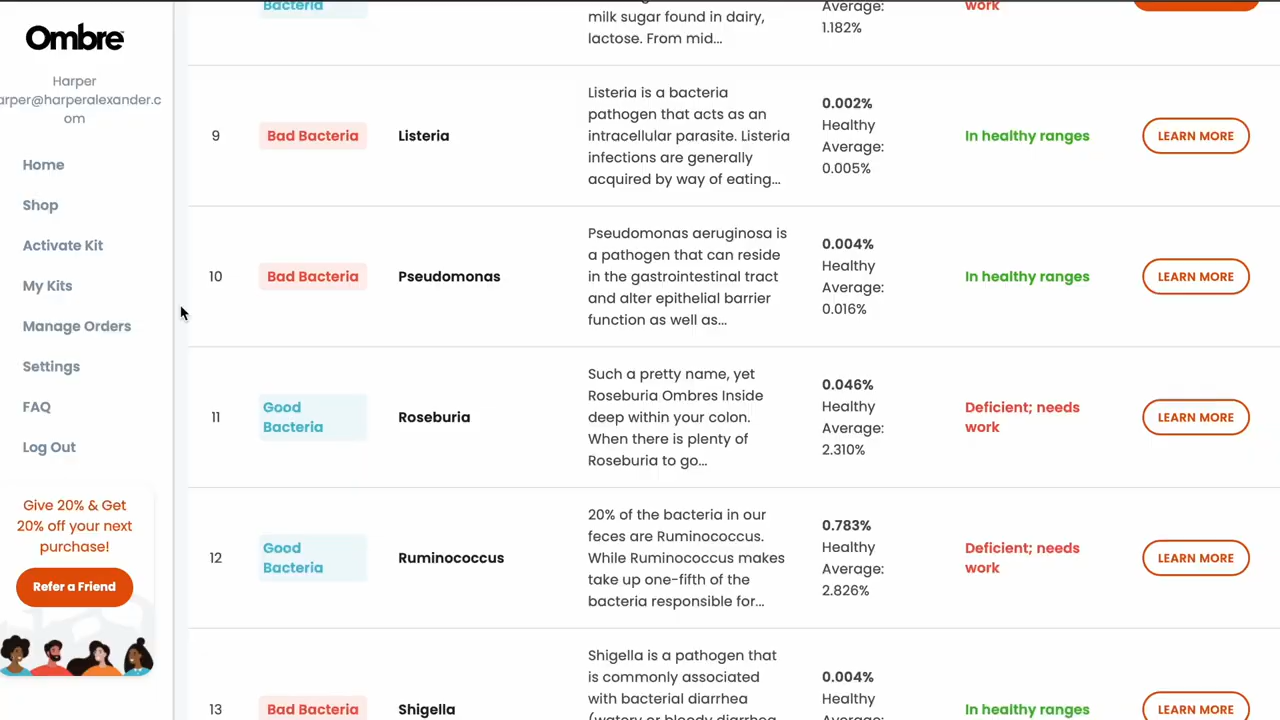 Ombre
Harper
arper@harperalexander.c
om
Home
Shop
Activate Kit
My Kits
Manage Orders
Settings
FAQ
Log Out
Give 20% & Get
20% off your next
purchase!
Refer a Friend
Bacteria
milk sugar found in dairy,
lactose. From mid...
Average:
1.182%
work
9
Bad Bacteria
Listeria
Listeria is a bacteria
pathogen that acts as an
intracellular parasite. Listeria
infections are generally
acquired by way of eating...
0.002%
Healthy
Average:
0.005%
In healthy ranges
LEARN MORE
10
Bad Bacteria
Pseudomonas
Pseudomonas aeruginosa is
a pathogen that can reside
in the gastrointestinal tract
and alter epithelial barrier
function as well as...
0.004%
Healthy
Average:
0.016%
In healthy ranges
LEARN MORE
11
Good
Bacteria
Roseburia
Such a pretty name, yet
Roseburia Ombres Inside
deep within your colon.
When there is plenty of
Roseburia to go...
0.046%
Healthy
Average:
2.310%
Deficient; needs
work
LEARN MORE
12
Good
Bacteria
Ruminococcus
20% of the bacteria in our
feces are Ruminococcus.
While Ruminococcus makes
take up one-fifth of the
bacteria responsible for...
0.783%
Healthy
Average:
2.826%
Deficient; needs
work
LEARN MORE
13
Bad Bacteria
Shigella
Shigella is a pathogen that
is commonly associated
with bacterial diarrhea
(watery or bloody diarrhea
0.004%
Healthy
Average:
In healthy ranges
LEARN MORE